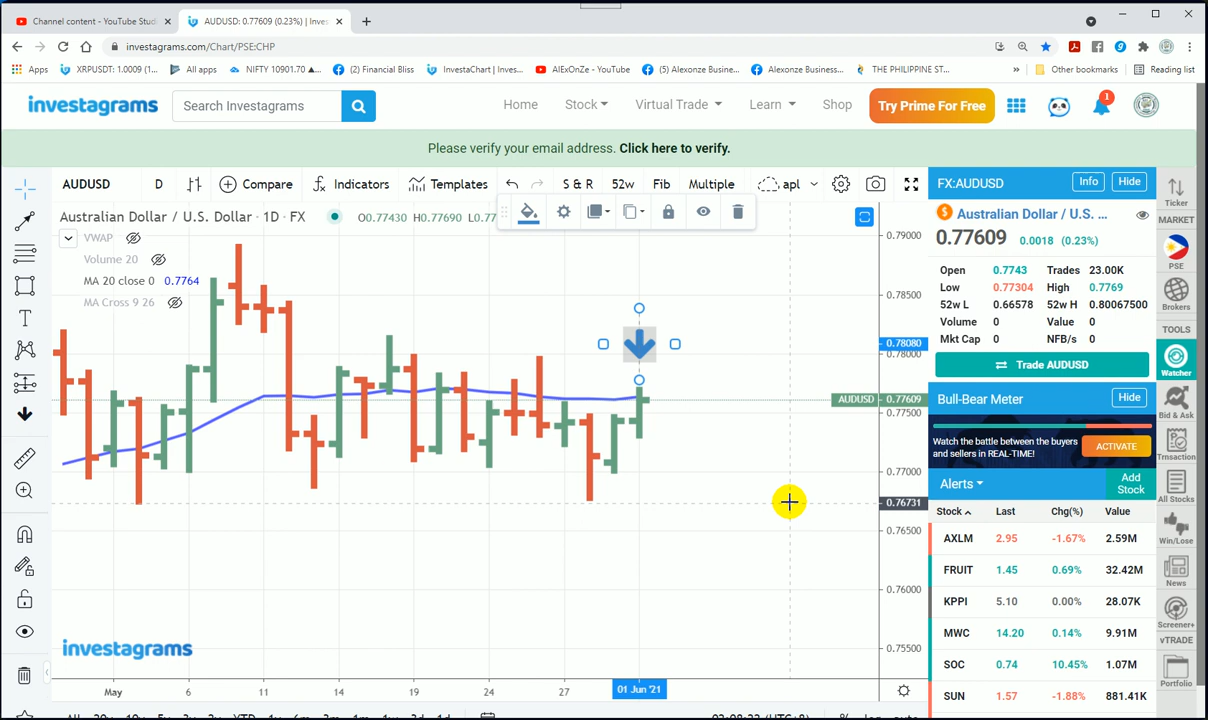 Channel content - YouTube Studi
AUDUSD: 0.77609 (0.23%) | Inves
investagrams.com/Chart/PSE:CHP
Apps
XRPUSDT: 1.0009 (1...
All apps
NIFTY 10901.70 ▲...
(2) Financial Bliss
InvestaChart | Inves...
AlExOnZe - YouTube
(5) Alexonze Busine...
Alexonze Business...
THE PHILIPPINE ST...
»
Other bookmarks
Reading list
investagrams
Search Investagrams
Home
Stock
Virtual Trade
Learn
Shop
Try Prime For Free
1
Please verify your email address. Click here to verify.
AUDUSD
D
Compare
Indicators
Templates
S & R
52w
Fib
Multiple
apl
Australian Dollar / U.S. Dollar · 1D · FX
O0.77430 H0.77690 L0.77
VWAP
Volume 20
MA 20 close 0 0.7764
MA Cross 9 26
0.79000
0.78500
0.78080
0.78000
AUDUSD 0.77609
0.77500
0.77000
0.76731
0.76500
0.76000
0.75500
investagrams
May
6
11
14
19
24
27
01 Jun '21
FX:AUDUSD
Info
Hide
Australian Dollar / U.S. ...
0.77609 0.0018 (0.23%)
Open 0.7743 Trades 23.00K
Low 0.77304 High 0.7769
52w L 0.66578 52w H 0.80067500
Volume 0 Value 0
Mkt Cap 0 NFB/s 0
Trade AUDUSD
Bull-Bear Meter
Hide
Watch the battle between the buyers
and sellers in REAL-TIME!
ACTIVATE
Alerts
Add
Stock
Stock Last Chg(%) Value
AXLM 2.95 -1.67% 2.59M
FRUIT 1.45 0.69% 32.42M
KPPI 5.10 0.00% 28.07K
MWC 14.20 0.14% 9.91M
SOC 0.74 10.45% 1.07M
SUN 1.57 -1.88% 881.41K
Ticker
MARKET
PSE
Brokers
TOOLS
Watcher
Bid & Ask
Trnsaction
All Stocks
Win/Lose
News
Screener+
vTRADE
Portfolio